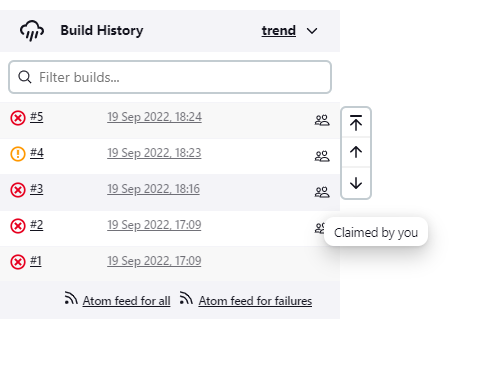 Build History
trend
Filter builds...
#5 19 Sep 2022, 18:24
#4 19 Sep 2022, 18:23
#3 19 Sep 2022, 18:16
#2 19 Sep 2022, 17:09
Claimed by you
#1 19 Sep 2022, 17:09
Atom feed for all Atom feed for failures